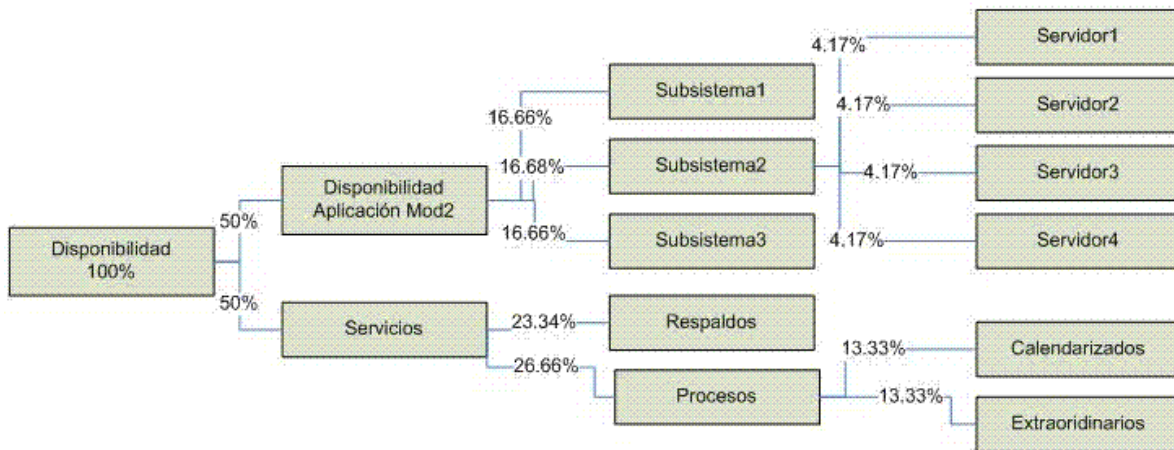 4.17%
Servidor1
Subsistema1
16.66%
4.17%
Servidor2
Disponibilidad
Aplicación Mod2
16.68%
Subsistema2
4.17%
Servidor3
50%
16.66%
Subsistema3
4.17%
Servidor4
Disponibilidad
100%
50%
Servicios
23.34%
Respaldos
13.33%
Calendarizados
26.66%
Procesos
13.33%
Extraoridinarios